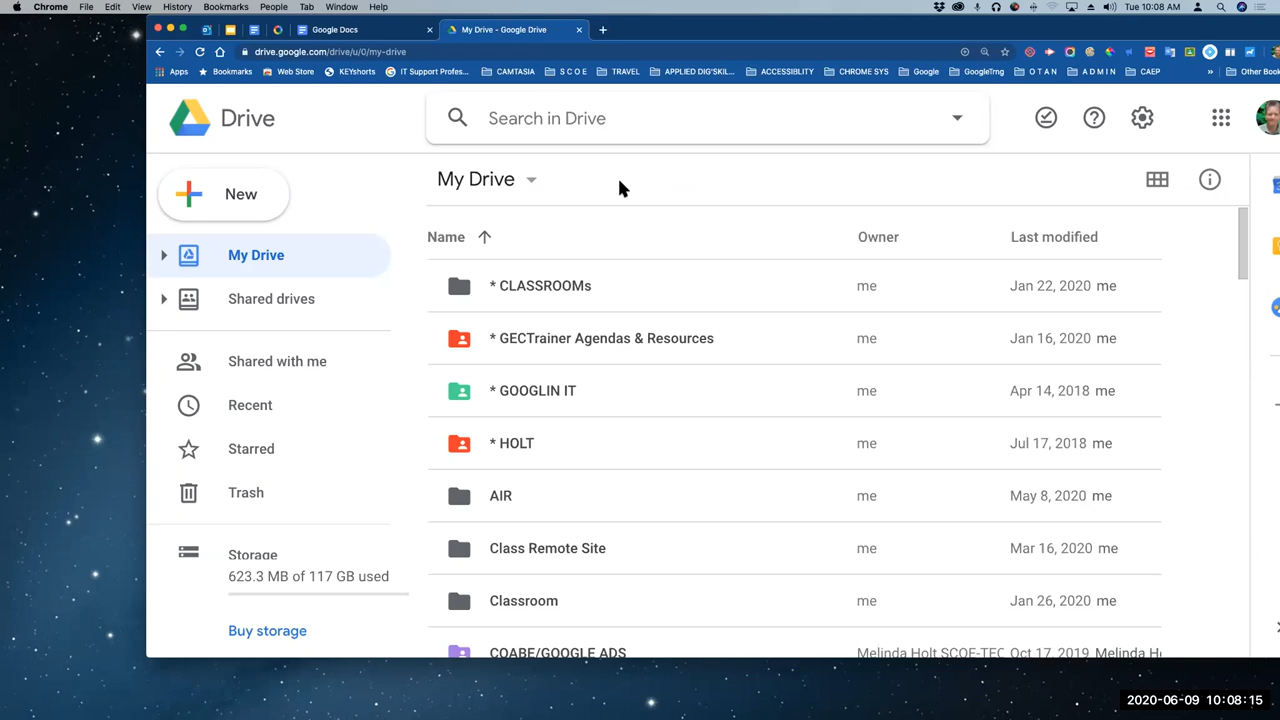 Chrome File Edit View History Bookmarks People Tab Window Help Tue 10:08 AM
Google Docs × My Drive - Google Drive × +
drive.google.com/drive/u/0/my-drive
Apps Bookmarks Web Store KEYshorts IT Support Profes... CAMTASIA S C O E TRAVEL APPLIED DIG'SKIL... ACCESSIBLITY CHROME SYS Google GoogleTrng O T A N A D M I N CAEP » Other Book
Drive
Search in Drive
My Drive
New
Name
Owner
Last modified
My Drive
* CLASSROOMs me Jan 22, 2020 me
Shared drives
* GECTrainer Agendas & Resources me Jan 16, 2020 me
Shared with me
* GOOGLIN IT me Apr 14, 2018 me
Recent
Starred
* HOLT me Jul 17, 2018 me
Trash
AIR me May 8, 2020 me
Storage
623.3 MB of 117 GB used
Class Remote Site me Mar 16, 2020 me
Classroom me Jan 26, 2020 me
Buy storage
COABE/GOOGLE ADS Melinda Holt SCOE-TEC Oct 17, 2019 Melinda H
2020-06-09 10:08:15